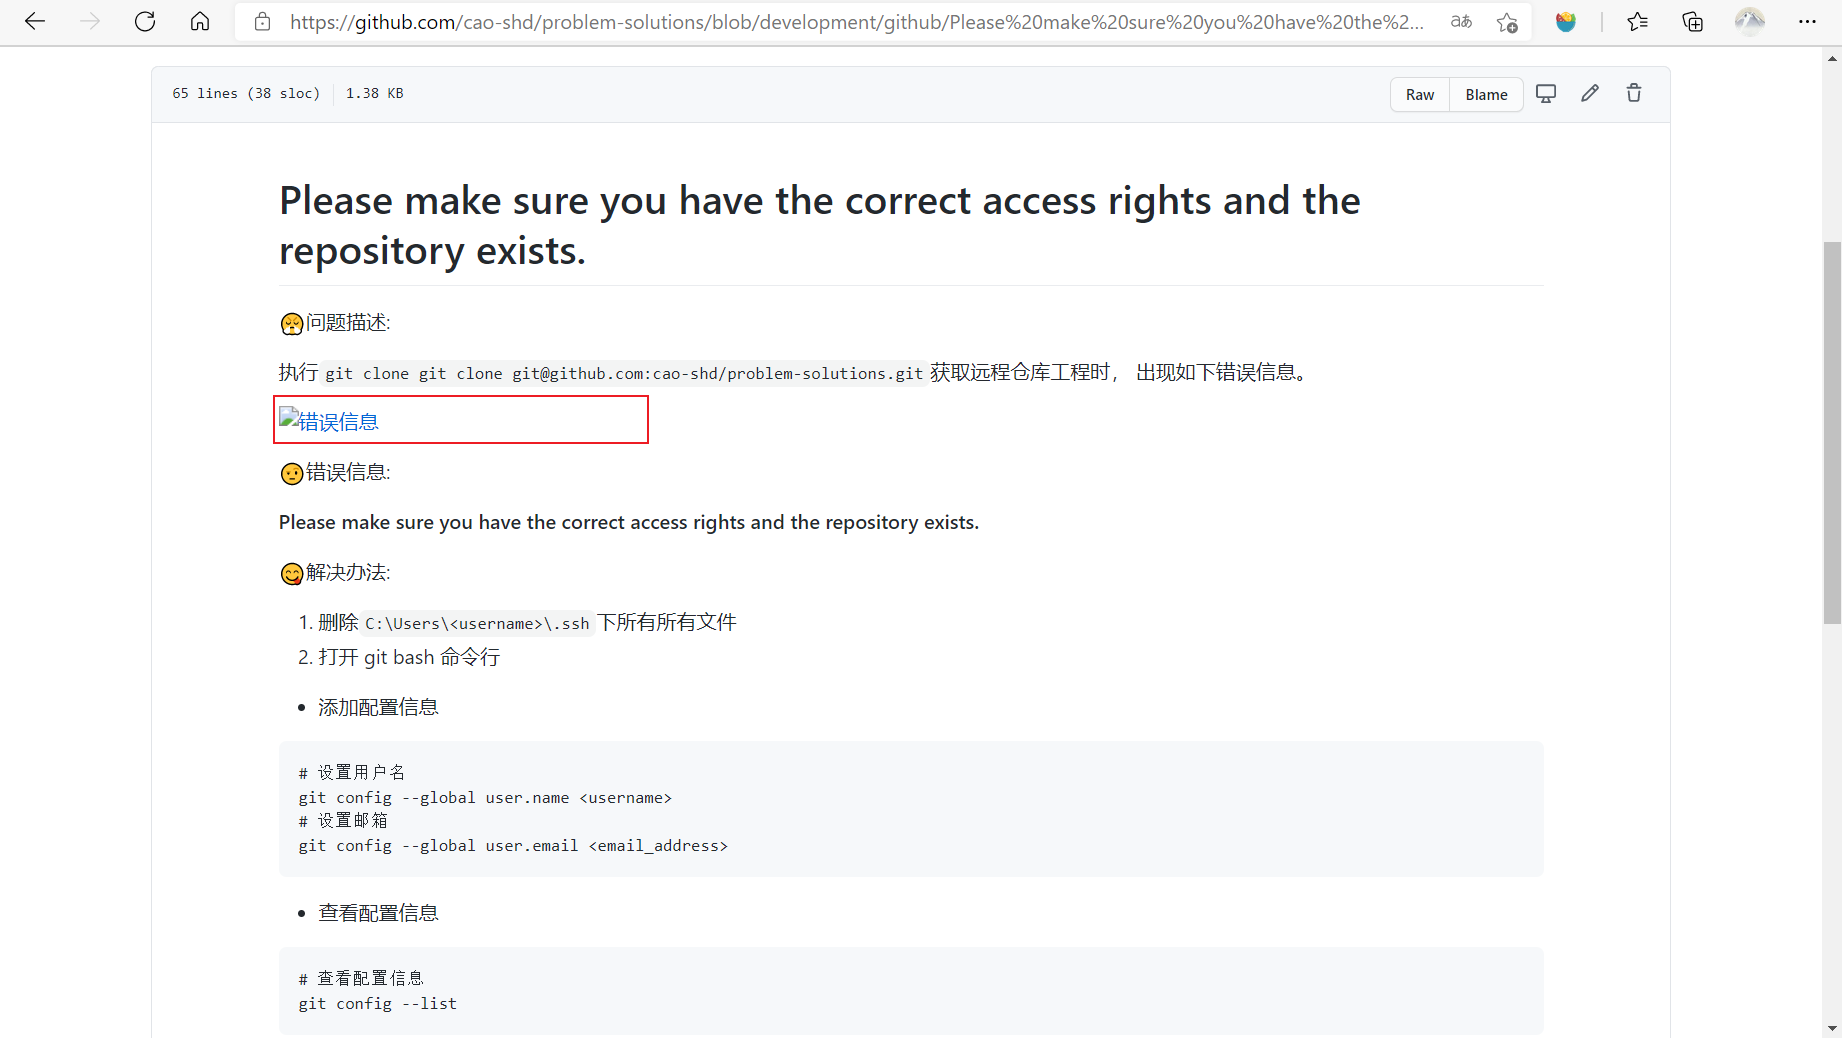 https://github.com/cao-shd/problem-solutions/blob/development/github/Please%20make%20sure%20you%20have%20the%2...
65 lines (38 sloc) 1.38 KB
Raw Blame
Please make sure you have the correct access rights and the
repository exists.
问题描述:
执行 git clone git clone git@github.com:cao-shd/problem-solutions.git 获取远程仓库工程时， 出现如下错误信息。
错误信息
错误信息:
Please make sure you have the correct access rights and the repository exists.
解决办法:
1. 删除 C:\Users\<username>\.ssh 下所有所有文件
2. 打开 git bash 命令行
• 添加配置信息
# 设置用户名
git config --global user.name <username>
# 设置邮箱
git config --global user.email <email_address>
• 查看配置信息
# 查看配置信息
git config --list